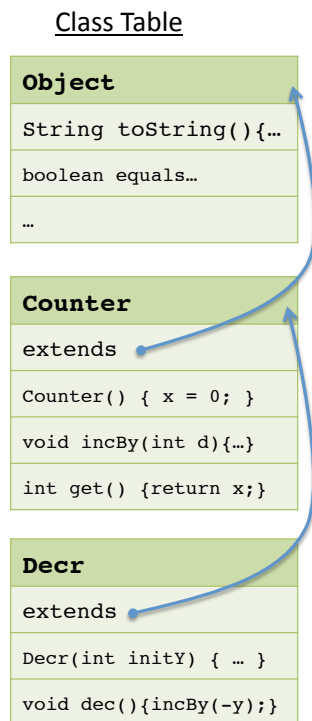 Class Table
Object
String toString(){…
boolean equals…
…
Counter
extends
Counter() { x = 0; }
void incBy(int d){…}
int get() {return x;}
Decr
extends
Decr(int initY) { … }
void dec(){incBy(-y);}